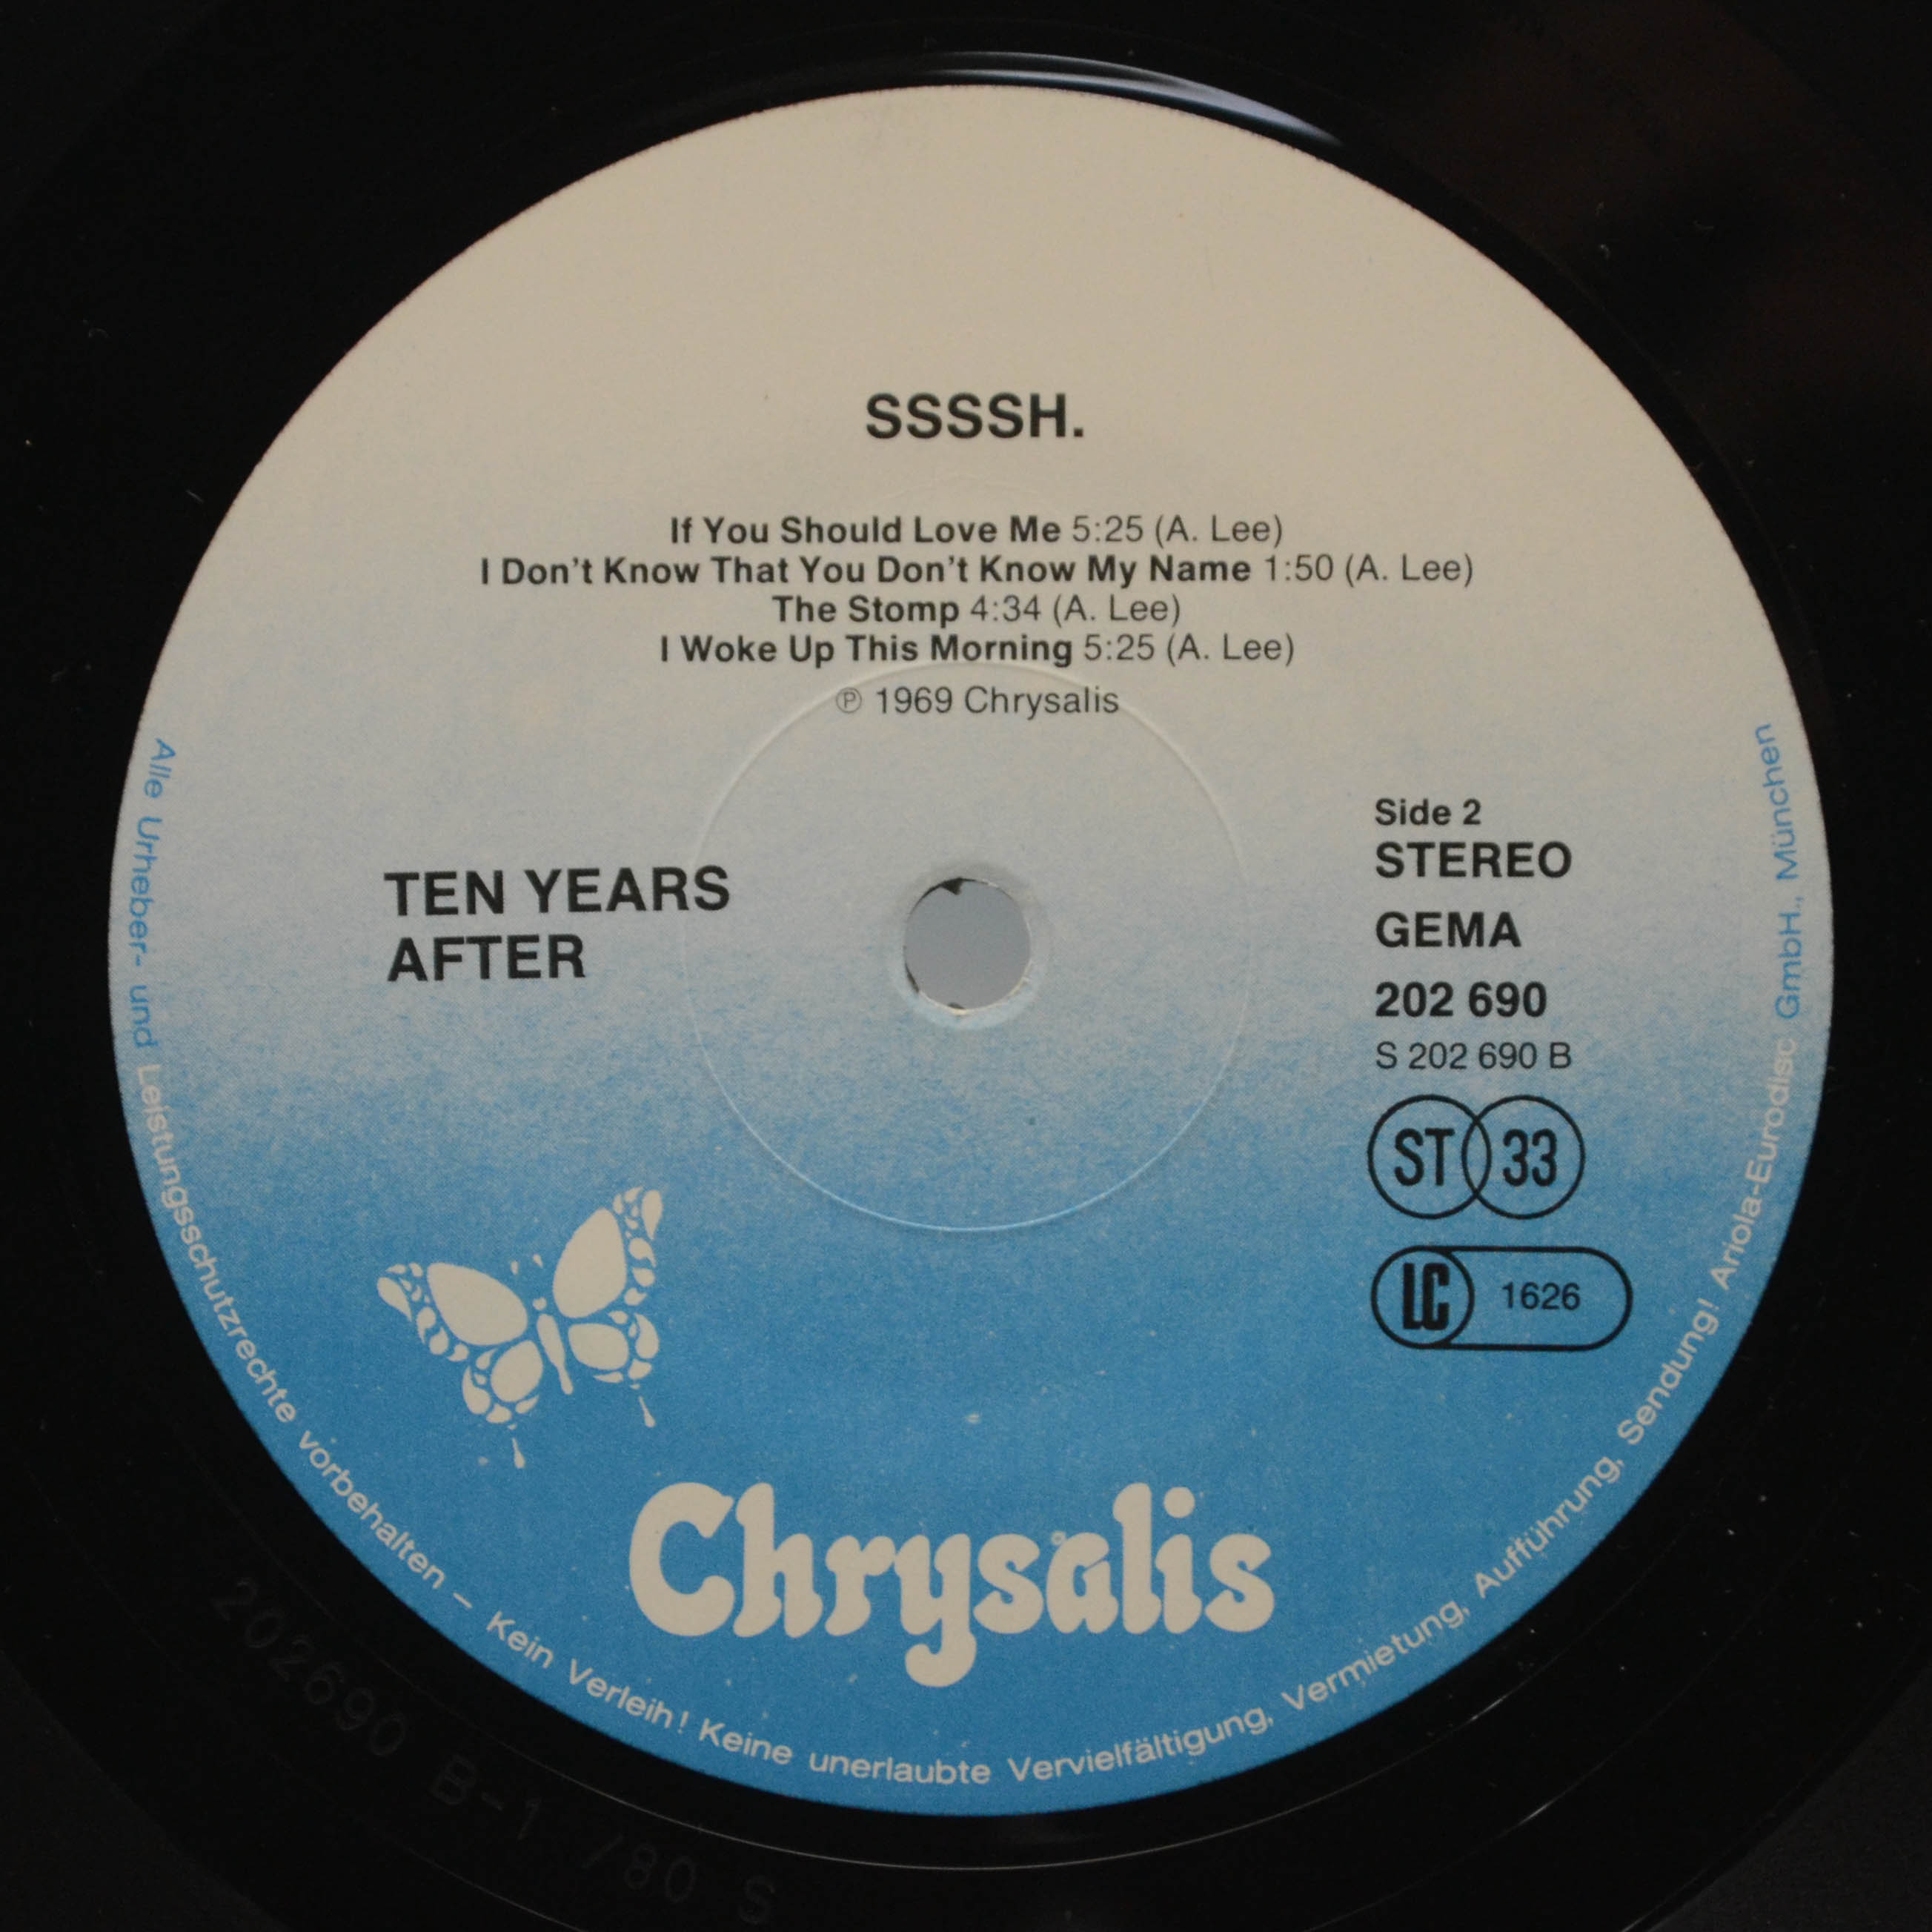 SSSSH.
If You Should Love Me 5:25 (A. Lee)
I Don't Know That You Don't Know My Name 1:50 (A. Lee)
The Stomp 4:34 (A. Lee)
I Woke Up This Morning 5:25 (A. Lee)
℗ 1969 Chrysalis
TEN YEARS
AFTER
Side 2
STEREO
GEMA
202 690
S 202 690 B
ST 33
LC 1626
Chrysalis
Alle Urheber- und Leistungsschutzrechte vorbehalten – Kein Verleih! Keine unerlaubte Vervielfältigung, Vermietung, Aufführung, Sendung! Ariola-Eurodisc GmbH., München
202690 B-1 /80 S